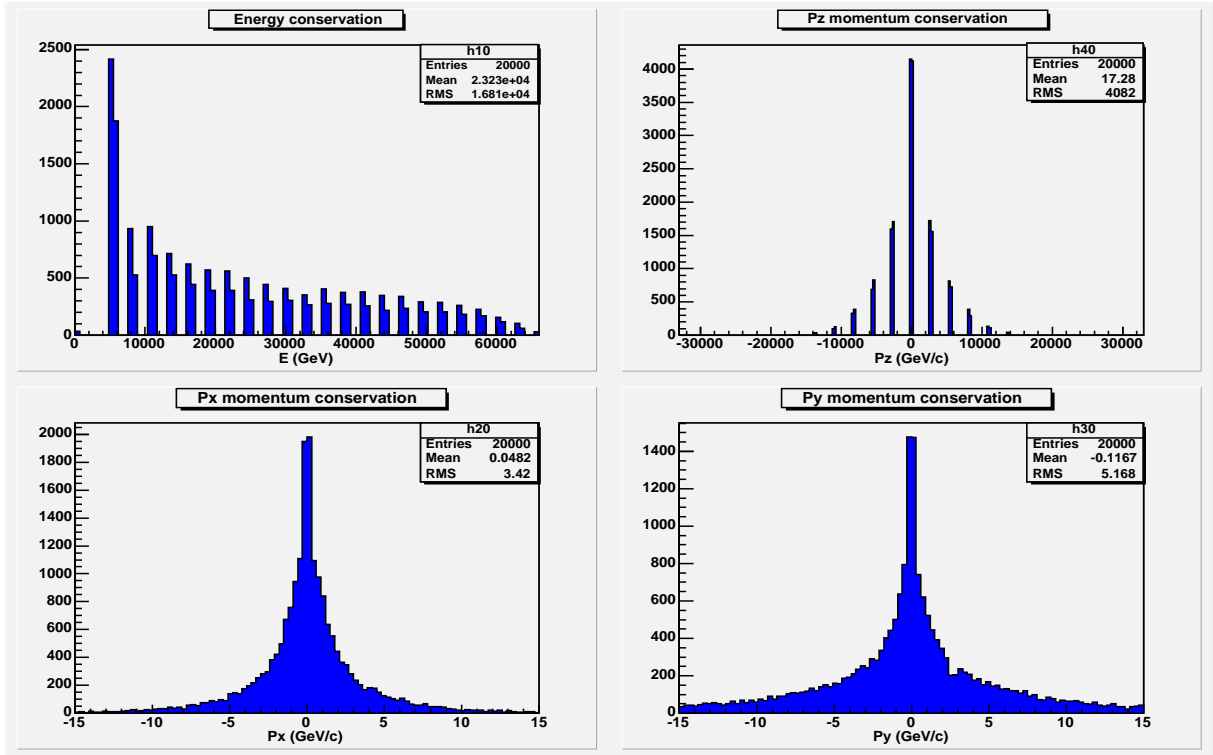 Energy conservation
h10
Entries 20000
Mean 2.323e+04
RMS 1.681e+04
2500
2000
1500
1000
500
0
0 10000 20000 30000 40000 50000 60000
E (GeV)
Pz momentum conservation
h40
Entries 20000
Mean 17.28
RMS 4082
4000
3500
3000
2500
2000
1500
1000
500
0
-30000 -20000 -10000 0 10000 20000 30000
Pz (GeV/c)
Px momentum conservation
h20
Entries 20000
Mean 0.0482
RMS 3.42
2000
1800
1600
1400
1200
1000
800
600
400
200
0
-15 -10 -5 0 5 10 15
Px (GeV/c)
Py momentum conservation
h30
Entries 20000
Mean -0.1167
RMS 5.168
1400
1200
1000
800
600
400
200
0
-15 -10 -5 0 5 10 15
Py (GeV/c)